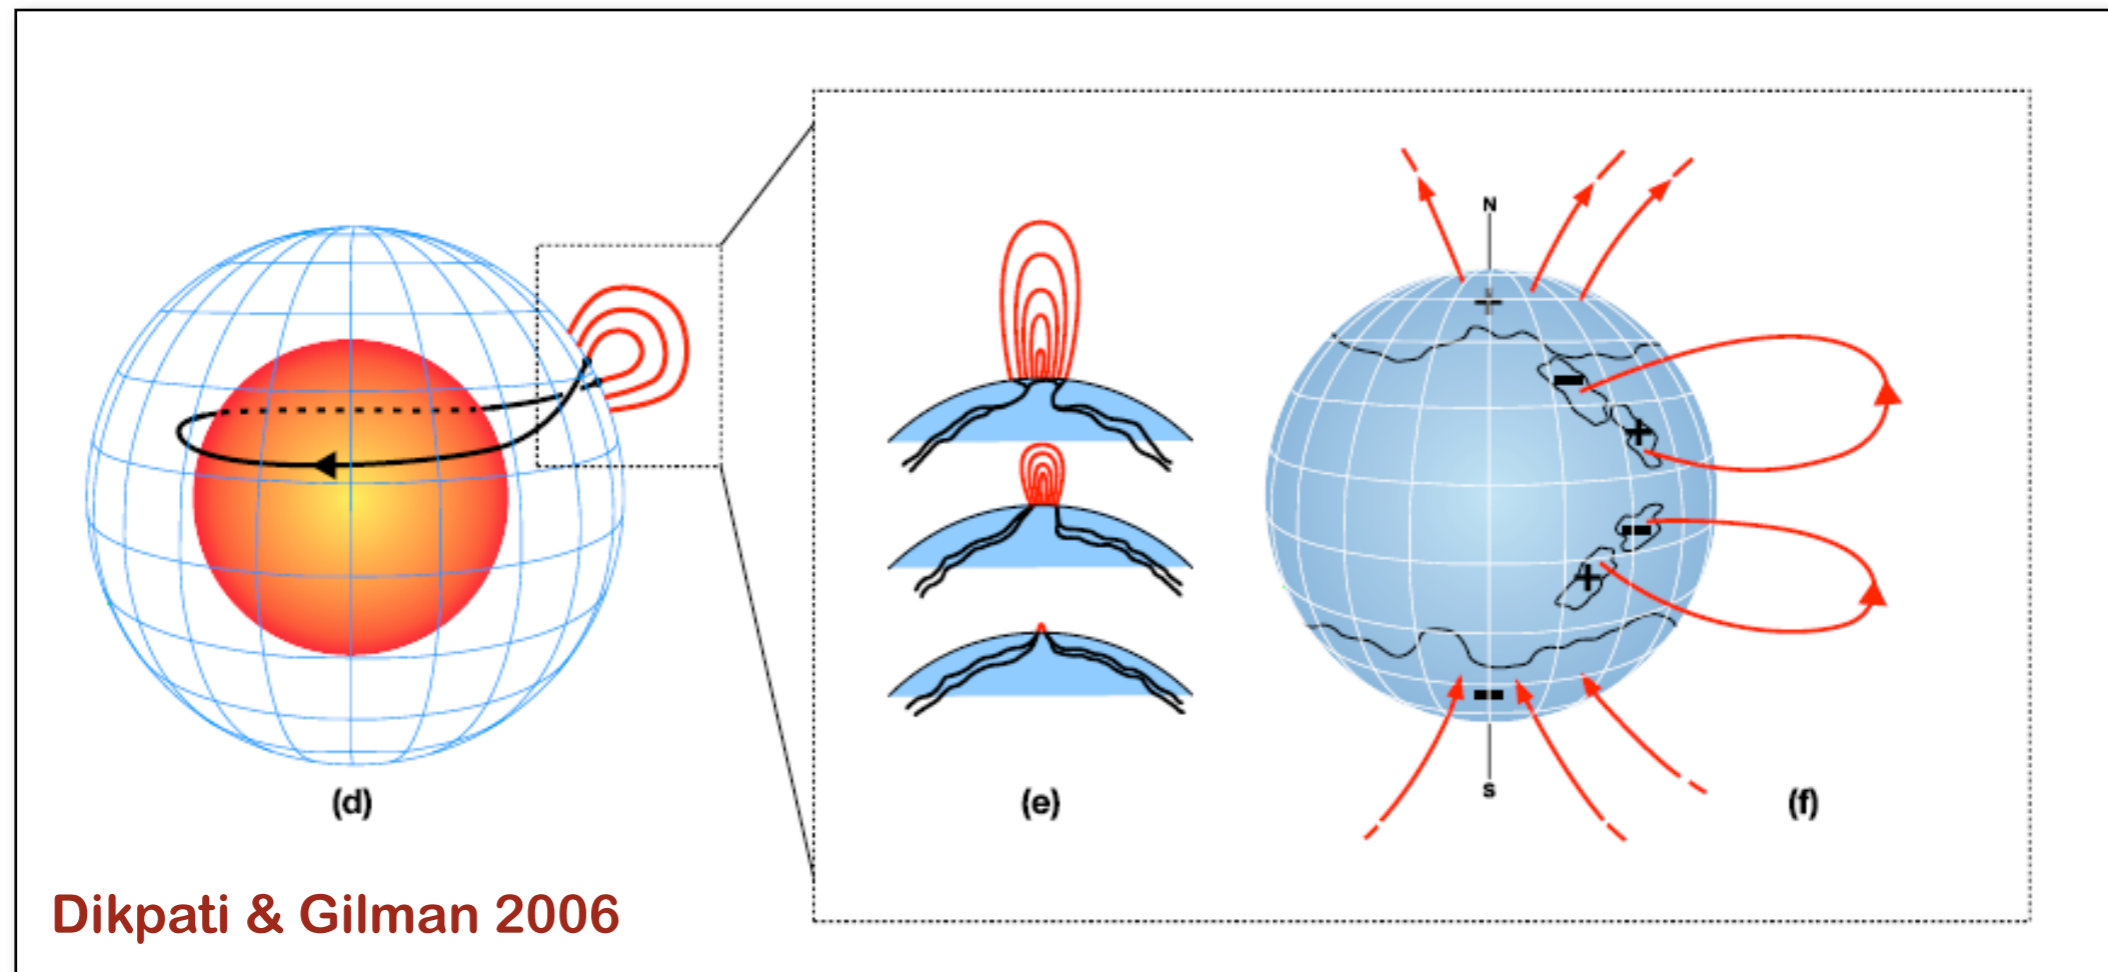 N
+
-
+
-
+
--
S
(d)
(e)
(f)
Dikpati & Gilman 2006